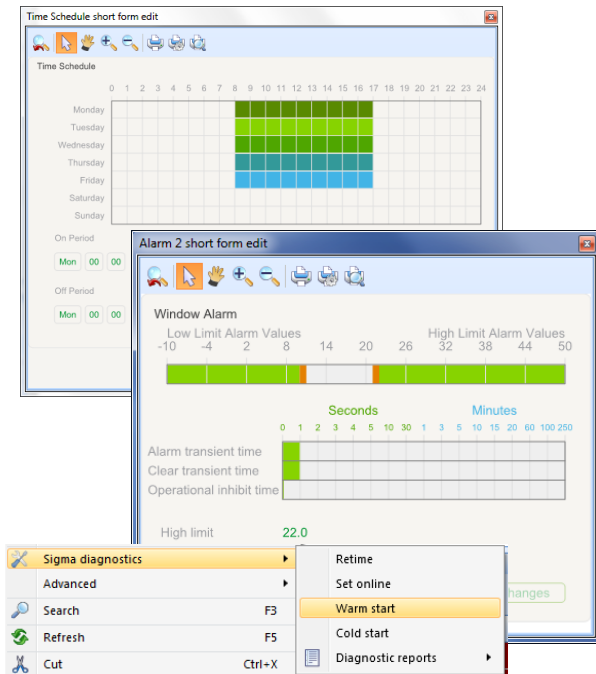 Time Schedule short form edit
Time Schedule
0 1 2 3 4 5 6 7 8 9 10 11 12 13 14 15 16 17 18 19 20 21 22 23 24
Monday
Tuesday
Wednesday
Thursday
Friday
Saturday
Sunday
On Period
Mon 00 00
Off Period
Mon 00 00
Alarm 2 short form edit
Window Alarm
Low Limit Alarm Values High Limit Alarm Values
-10 -4 2 8 14 20 26 32 38 44 50
Seconds Minutes
0 1 2 3 4 5 10 30 1 3 5 10 15 20 60 100 250
Alarm transient time
Clear transient time
Operational inhibit time
High limit 22.0
hanges
Sigma diagnostics
Advanced
Search F3
Refresh F5
Cut Ctrl+X
Retime
Set online
Warm start
Cold start
Diagnostic reports